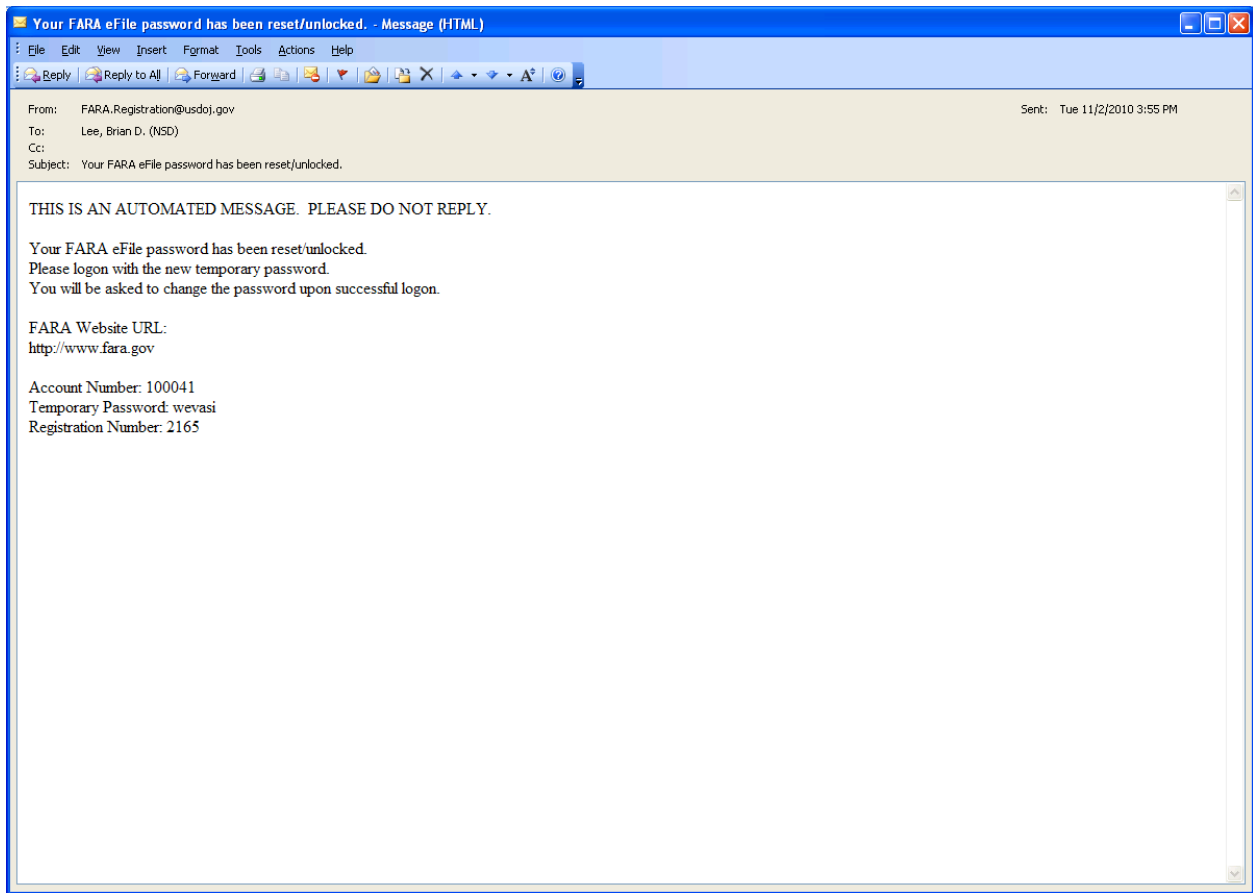 Your FARA eFile password has been reset/unlocked. - Message (HTML)
File Edit View Insert Format Tools Actions Help
Reply Reply to All Forward
From: FARA.Registration@usdoj.gov Sent: Tue 11/2/2010 3:55 PM
To: Lee, Brian D. (NSD)
Cc:
Subject: Your FARA eFile password has been reset/unlocked.
THIS IS AN AUTOMATED MESSAGE.  PLEASE DO NOT REPLY.
Your FARA eFile password has been reset/unlocked.
Please logon with the new temporary password.
You will be asked to change the password upon successful logon.
FARA Website URL:
http://www.fara.gov
Account Number: 100041
Temporary Password: wevasi
Registration Number: 2165